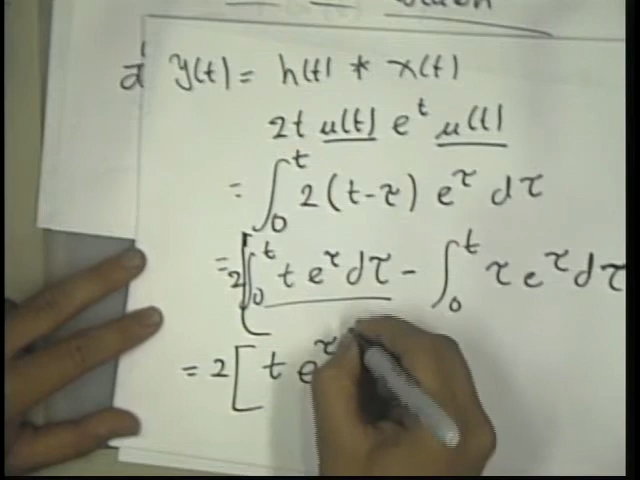 y(t) = h(t) * x(t)
2t u(t) e^t u(t)
= ∫_0^t 2(t-τ) e^τ dτ
= 2[∫_0^t t e^τ dτ - ∫_0^t τ e^τ dτ
= 2[ t e^τ